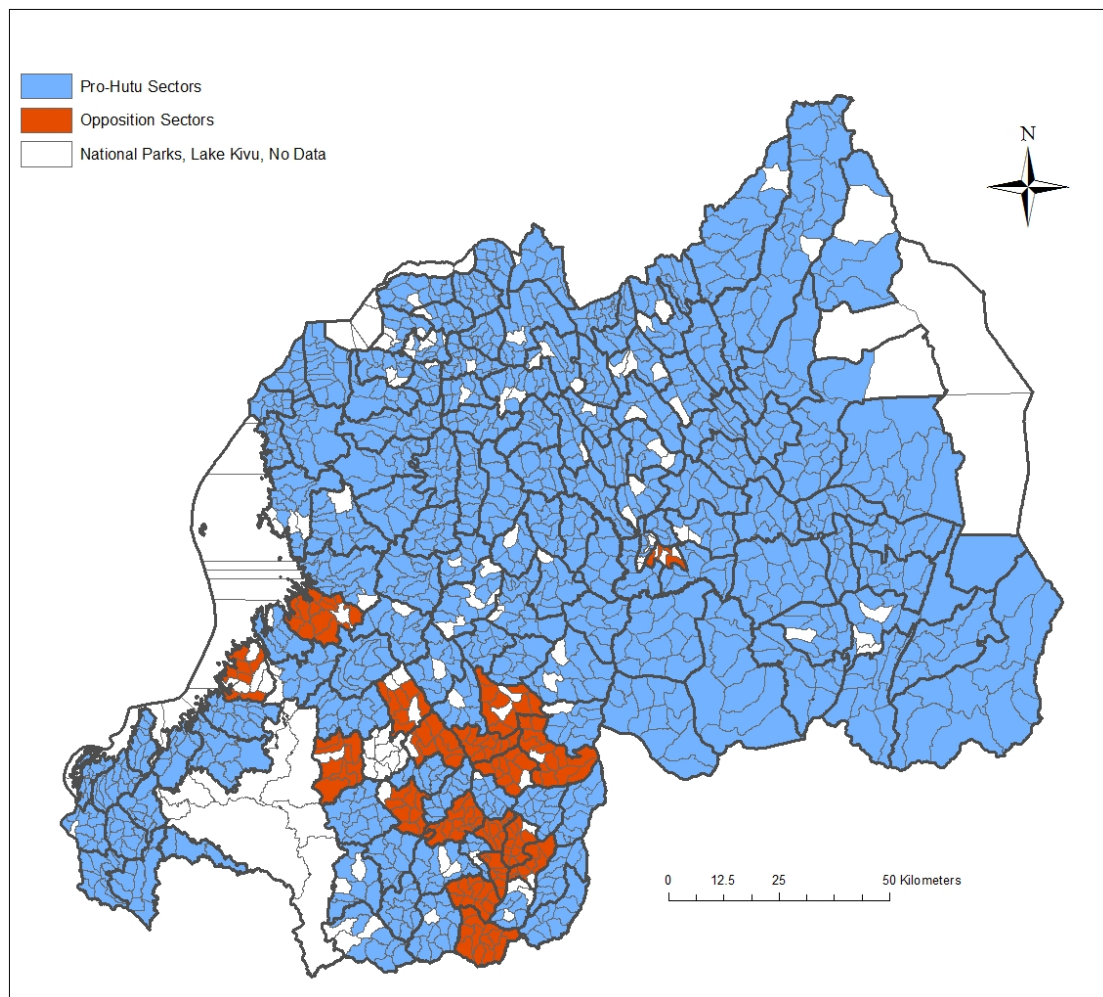 Pro-Hutu Sectors
Opposition Sectors
National Parks, Lake Kivu, No Data
N
0 12.5 25 50 Kilometers